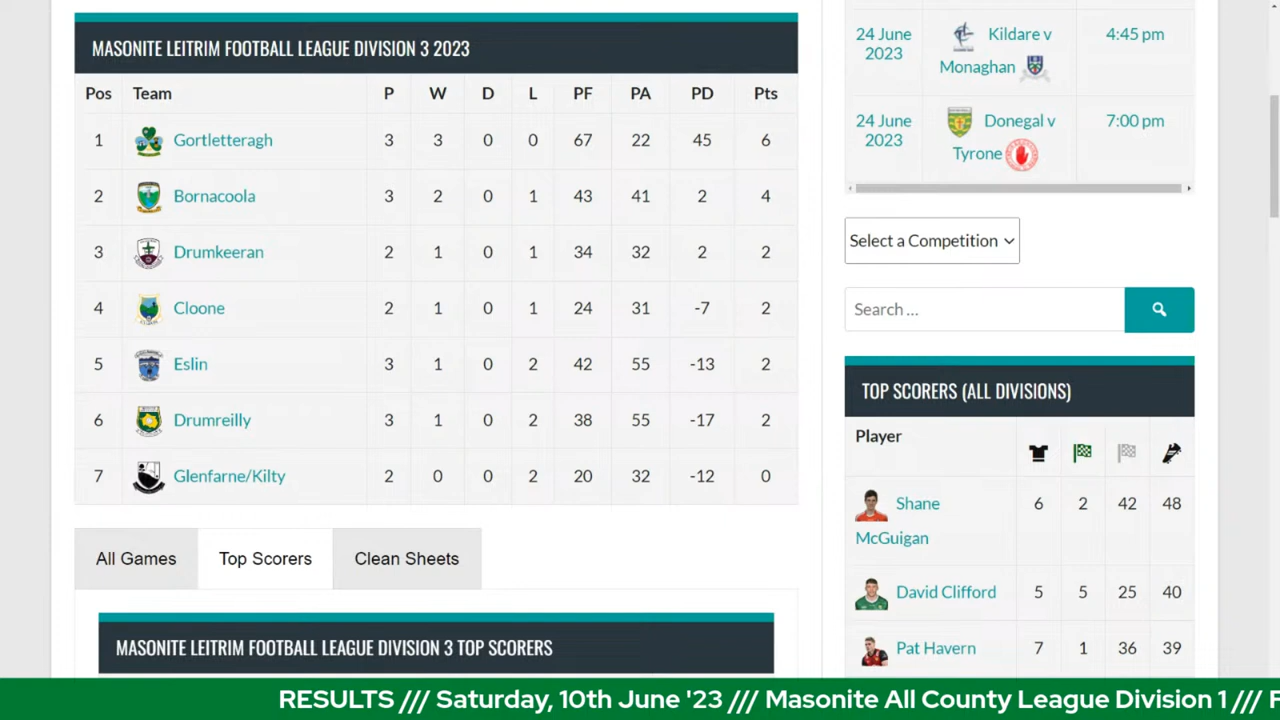 MASONITE LEITRIM FOOTBALL LEAGUE DIVISION 3 2023
Pos Team P W D L PF PA PD Pts
1 Gortletteragh 3 3 0 0 67 22 45 6
2 Bornacoola 3 2 0 1 43 41 2 4
3 Drumkeeran 2 1 0 1 34 32 2 2
4 Cloone 2 1 0 1 24 31 -7 2
5 Eslin 3 1 0 2 42 55 -13 2
6 Drumreilly 3 1 0 2 38 55 -17 2
7 Glenfarne/Kilty 2 0 0 2 20 32 -12 0
All Games Top Scorers Clean Sheets
MASONITE LEITRIM FOOTBALL LEAGUE DIVISION 3 TOP SCORERS
24 June Kildare v 4:45 pm
2023 Monaghan
24 June Donegal v 7:00 pm
2023 Tyrone
Select a Competition
Search ...
TOP SCORERS (ALL DIVISIONS)
Player
Shane 6 2 42 48
McGuigan
David Clifford 5 5 25 40
Pat Havern 7 1 36 39
RESULTS /// Saturday, 10th June '23 /// Masonite All County League Division 1 /// F